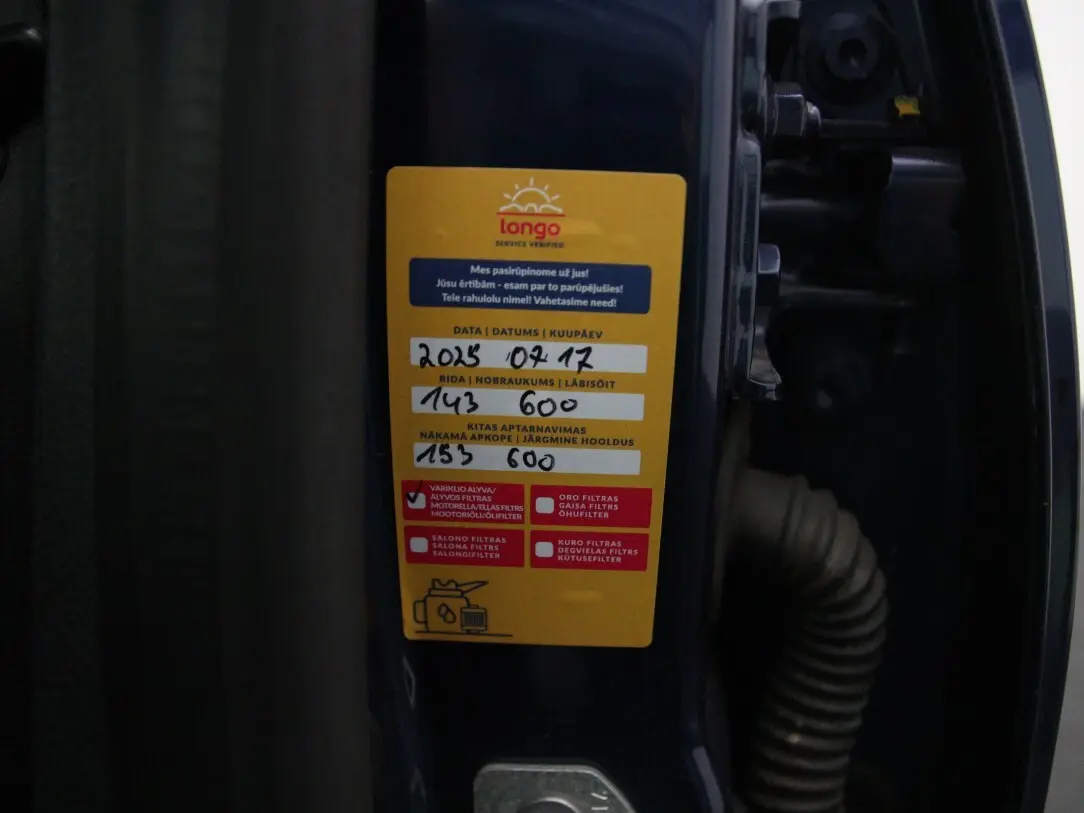 longo
SERVICE VERIFIED
Mes pasirūpinome už jus!
Jūsu ērtībām - esam par to parūpējušies!
Teie rahulolu nimel! Vahetasime need!
DATA | DATUMS | KUUPÄEV
2025 07 17
RIDA | NOBRAUKUMS | LÄBISÕIT
143 600
KITAS APTARNAVIMAS
NĀKAMĀ APKOPE | JÄRGMINE HOOLDUS
153 600
VARIKLIO ALYVA/
ALYVOS FILTRAS
MOTOREĻĻA/EĻĻAS FILTRS
MOOTORIÕLI/ÕLIFILTER
ORO FILTRAS
GAISA FILTRS
ÕHUFILTER
SALONO FILTRAS
SALONA FILTRS
SALONGIFILTER
KURO FILTRAS
DEGVIELAS FILTRS
KÜTUSEFILTER